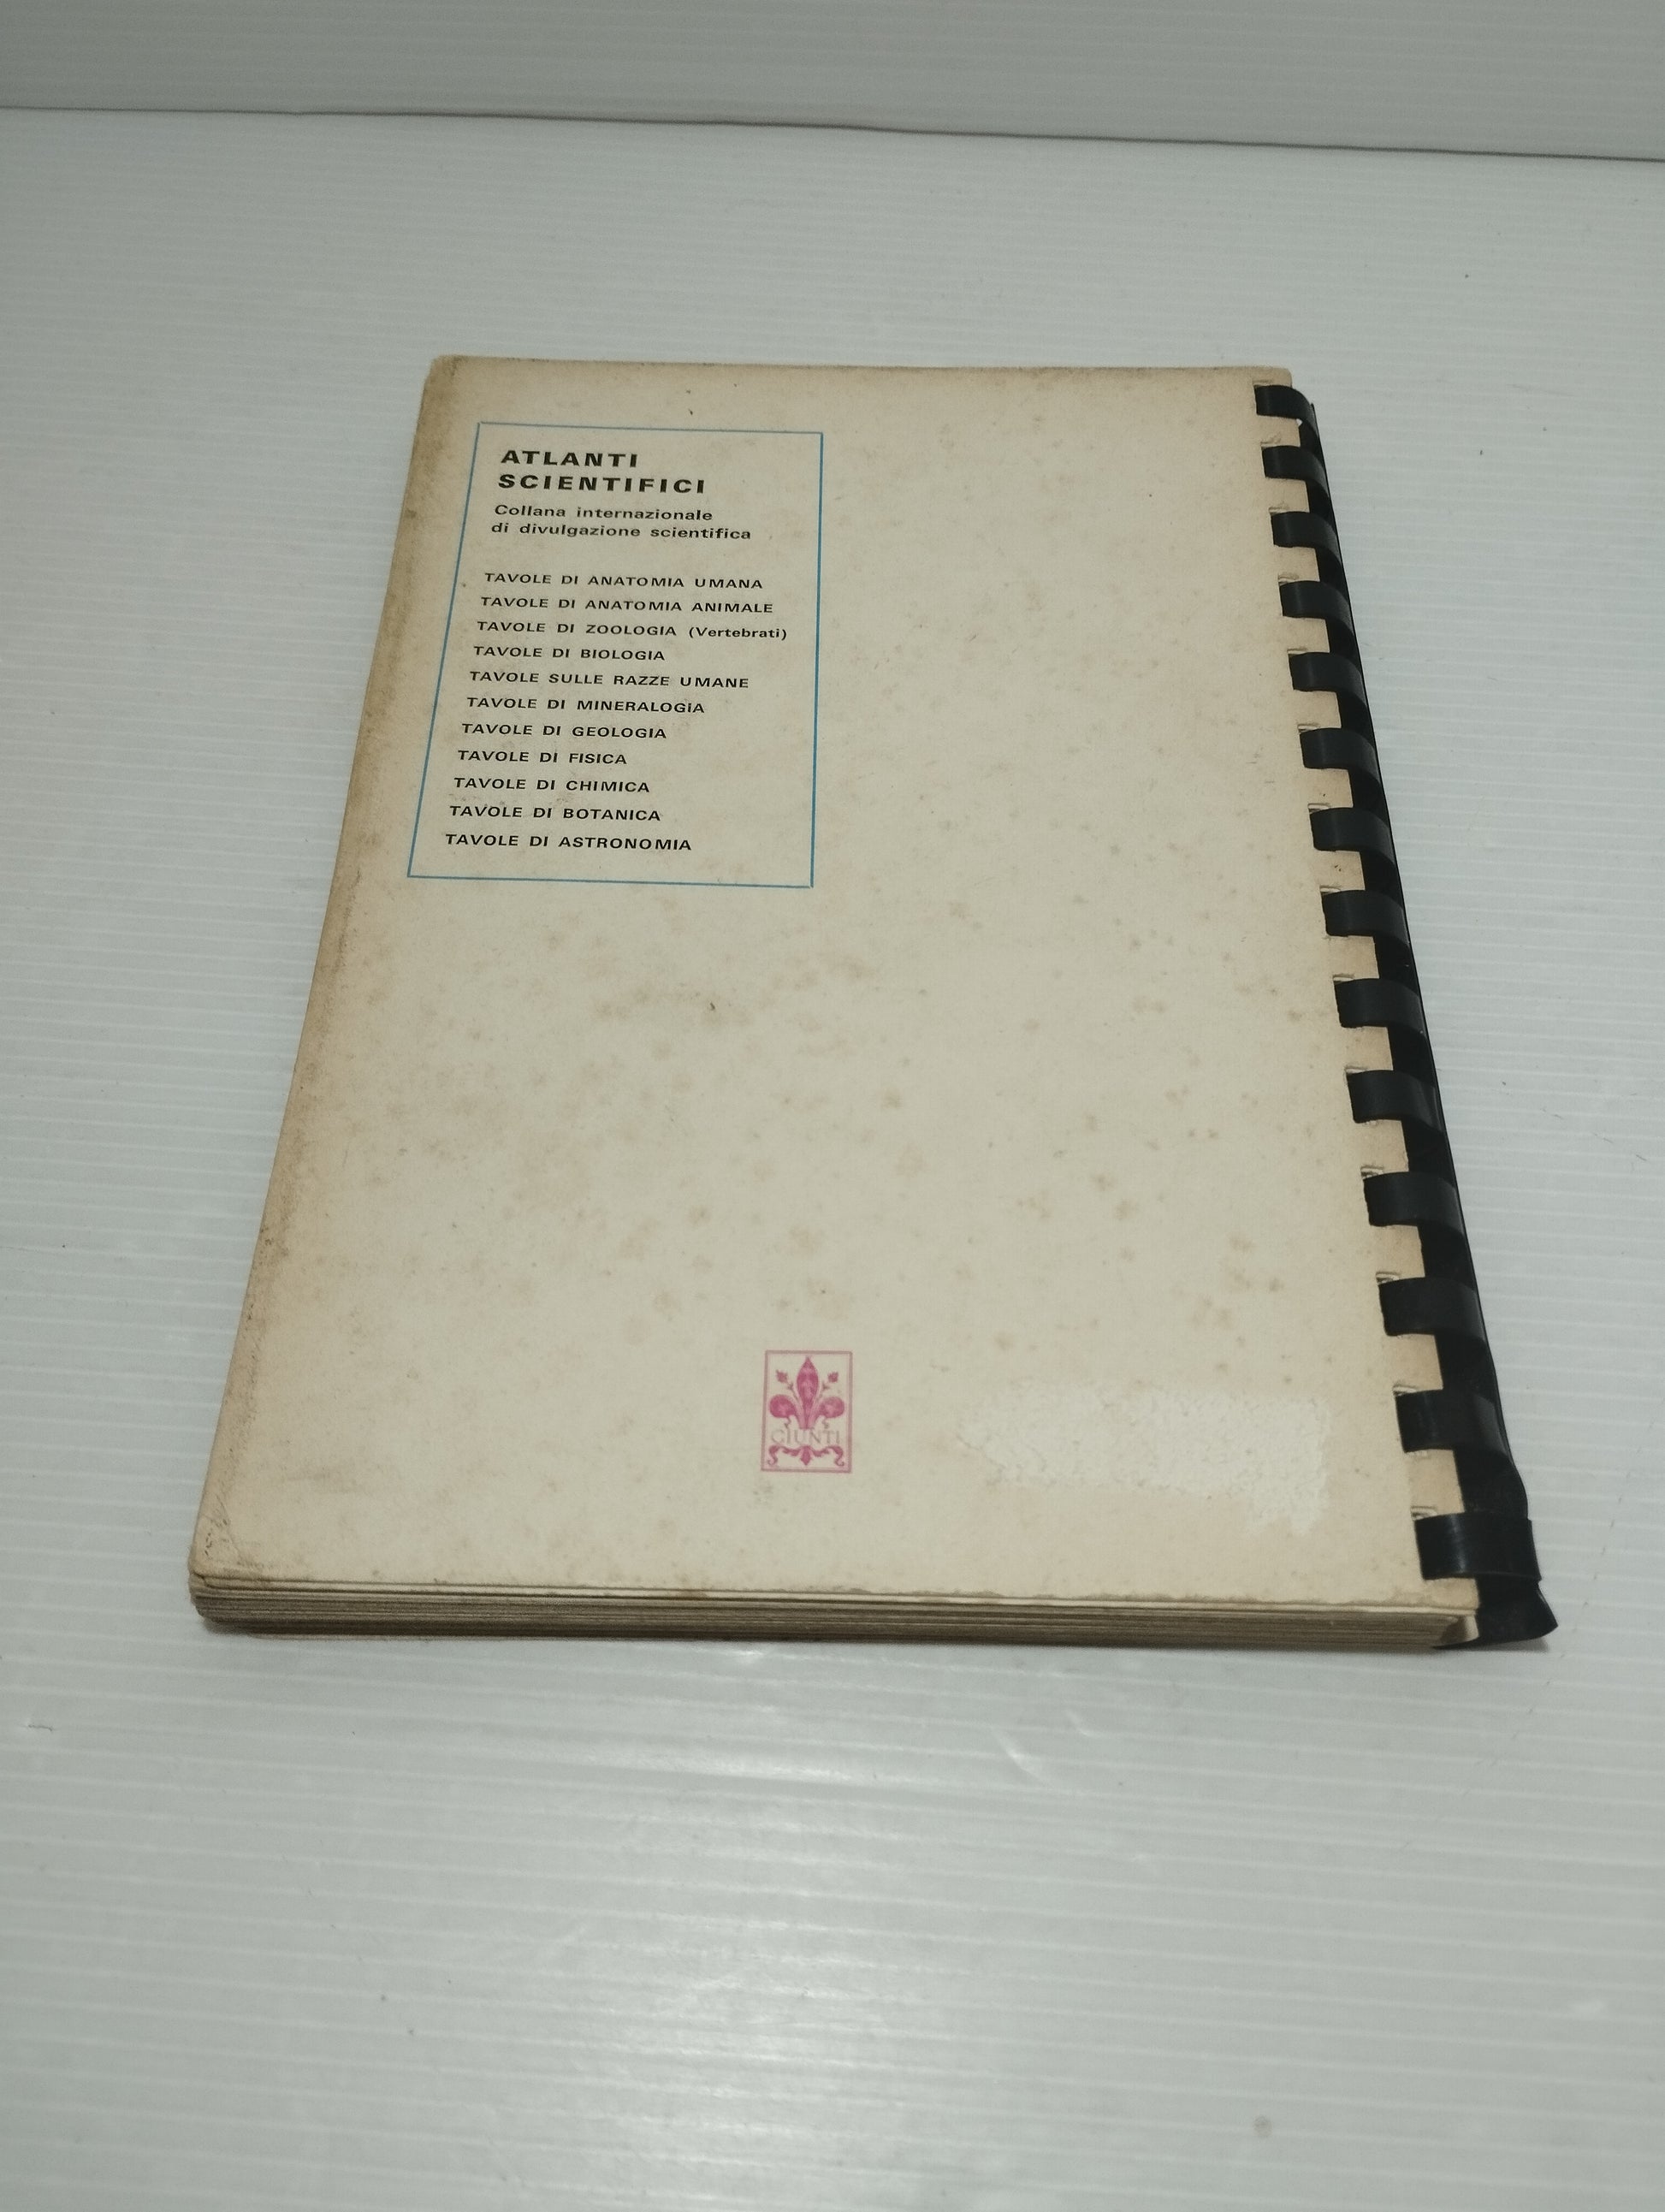 ATLANTI
SCIENTIFICI
Collana internazionale
di divulgazione scientifica
TAVOLE DI ANATOMIA UMANA
TAVOLE DI ANATOMIA ANIMALE
TAVOLE DI ZOOLOGIA (Vertebrati)
TAVOLE DI BIOLOGIA
TAVOLE SULLE RAZZE UMANE
TAVOLE DI MINERALOGIA
TAVOLE DI GEOLOGIA
TAVOLE DI FISICA
TAVOLE DI CHIMICA
TAVOLE DI BOTANICA
TAVOLE DI ASTRONOMIA
GIUNTI